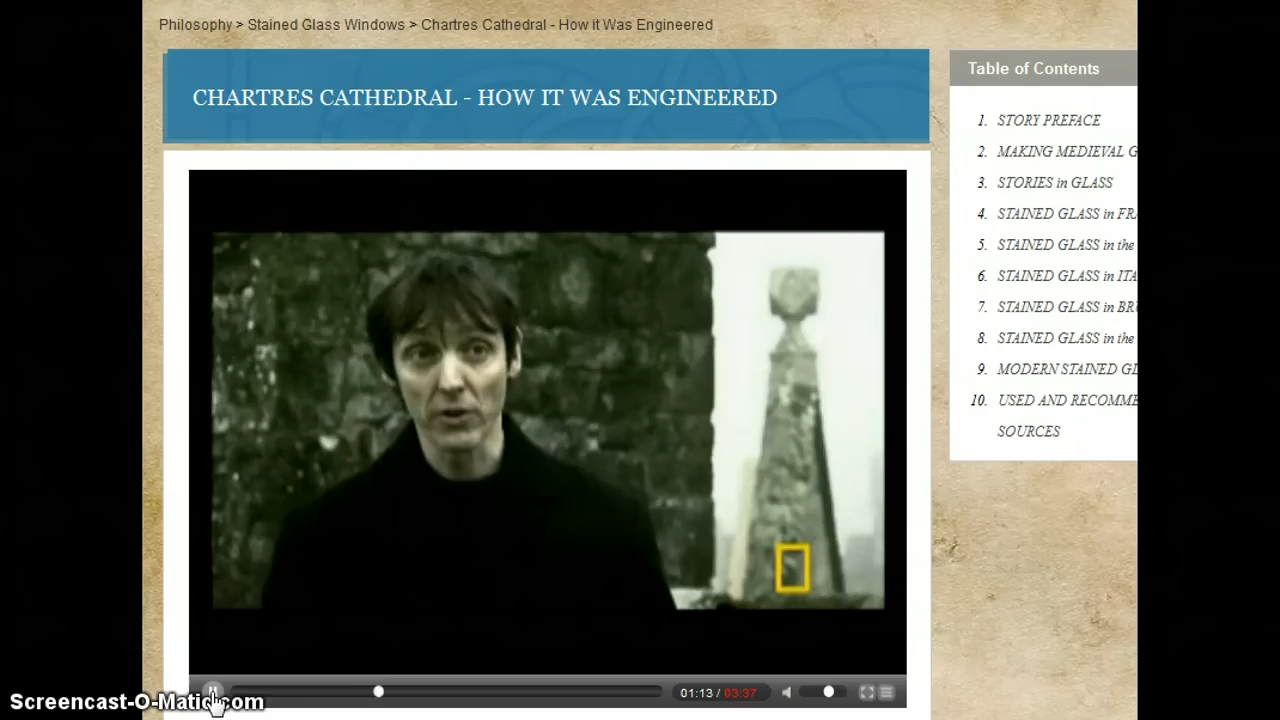 Philosophy > Stained Glass Windows > Chartres Cathedral - How it Was Engineered
CHARTRES CATHEDRAL - HOW IT WAS ENGINEERED
Table of Contents
1. STORY PREFACE
2. MAKING MEDIEVAL G
3. STORIES in GLASS
4. STAINED GLASS in FRA
5. STAINED GLASS in the
6. STAINED GLASS in ITA
7. STAINED GLASS in BRU
8. STAINED GLASS in the
9. MODERN STAINED GL
10. USED AND RECOMME
SOURCES
01:13 / 03:37
Screencast-O-Matic.com